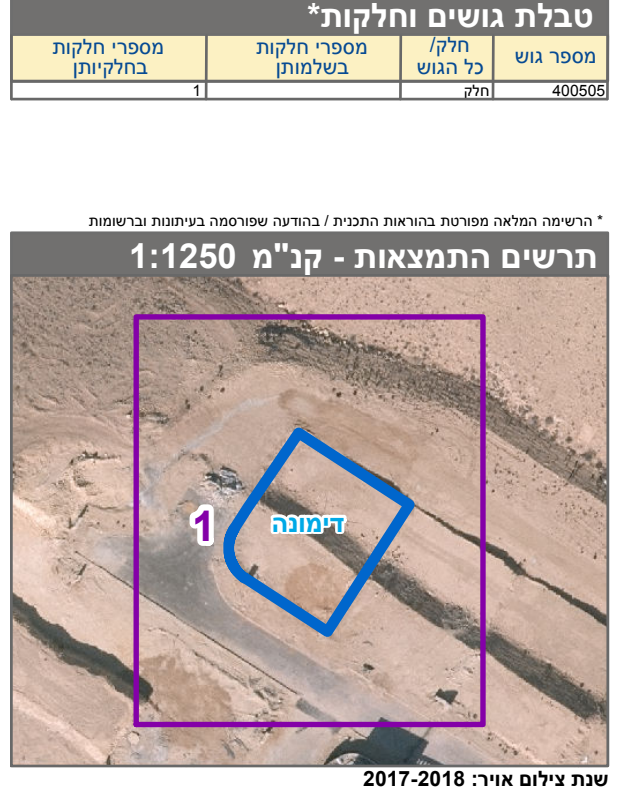 טבלת גושים וחלקות*
מספר גוש
חלק/
כל הגוש
מספרי חלקות
בשלמותן
מספרי חלקות
בחלקיותן
400505 חלק 1
* הרשימה המלאה מפורטת בהוראות התכנית / בהודעה שפורסמה בעיתונות וברשומות
תרשים התמצאות - קנ"מ 1:1250
1
דימונה
שנת צילום אויר: 2017-2018